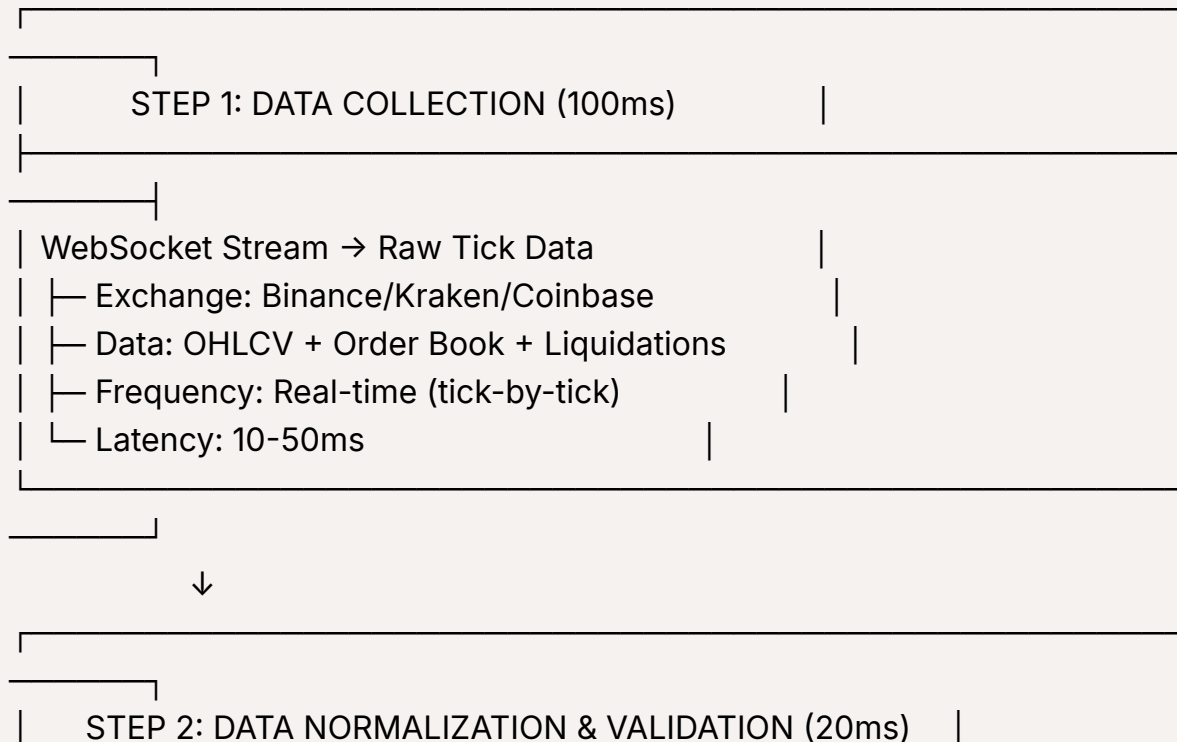 ┌──────────────────────────────────────────────────────────
───────┐
│ STEP 1: DATA COLLECTION (100ms) │
├──────────────────────────────────────────────────────────
───────┤
│ WebSocket Stream → Raw Tick Data │
│ ├─ Exchange: Binance/Kraken/Coinbase │
│ ├─ Data: OHLCV + Order Book + Liquidations │
│ ├─ Frequency: Real-time (tick-by-tick) │
│ └─ Latency: 10-50ms │
└──────────────────────────────────────────────────────────
───────┘
↓
┌──────────────────────────────────────────────────────────
───────┐
│ STEP 2: DATA NORMALIZATION & VALIDATION (20ms) │